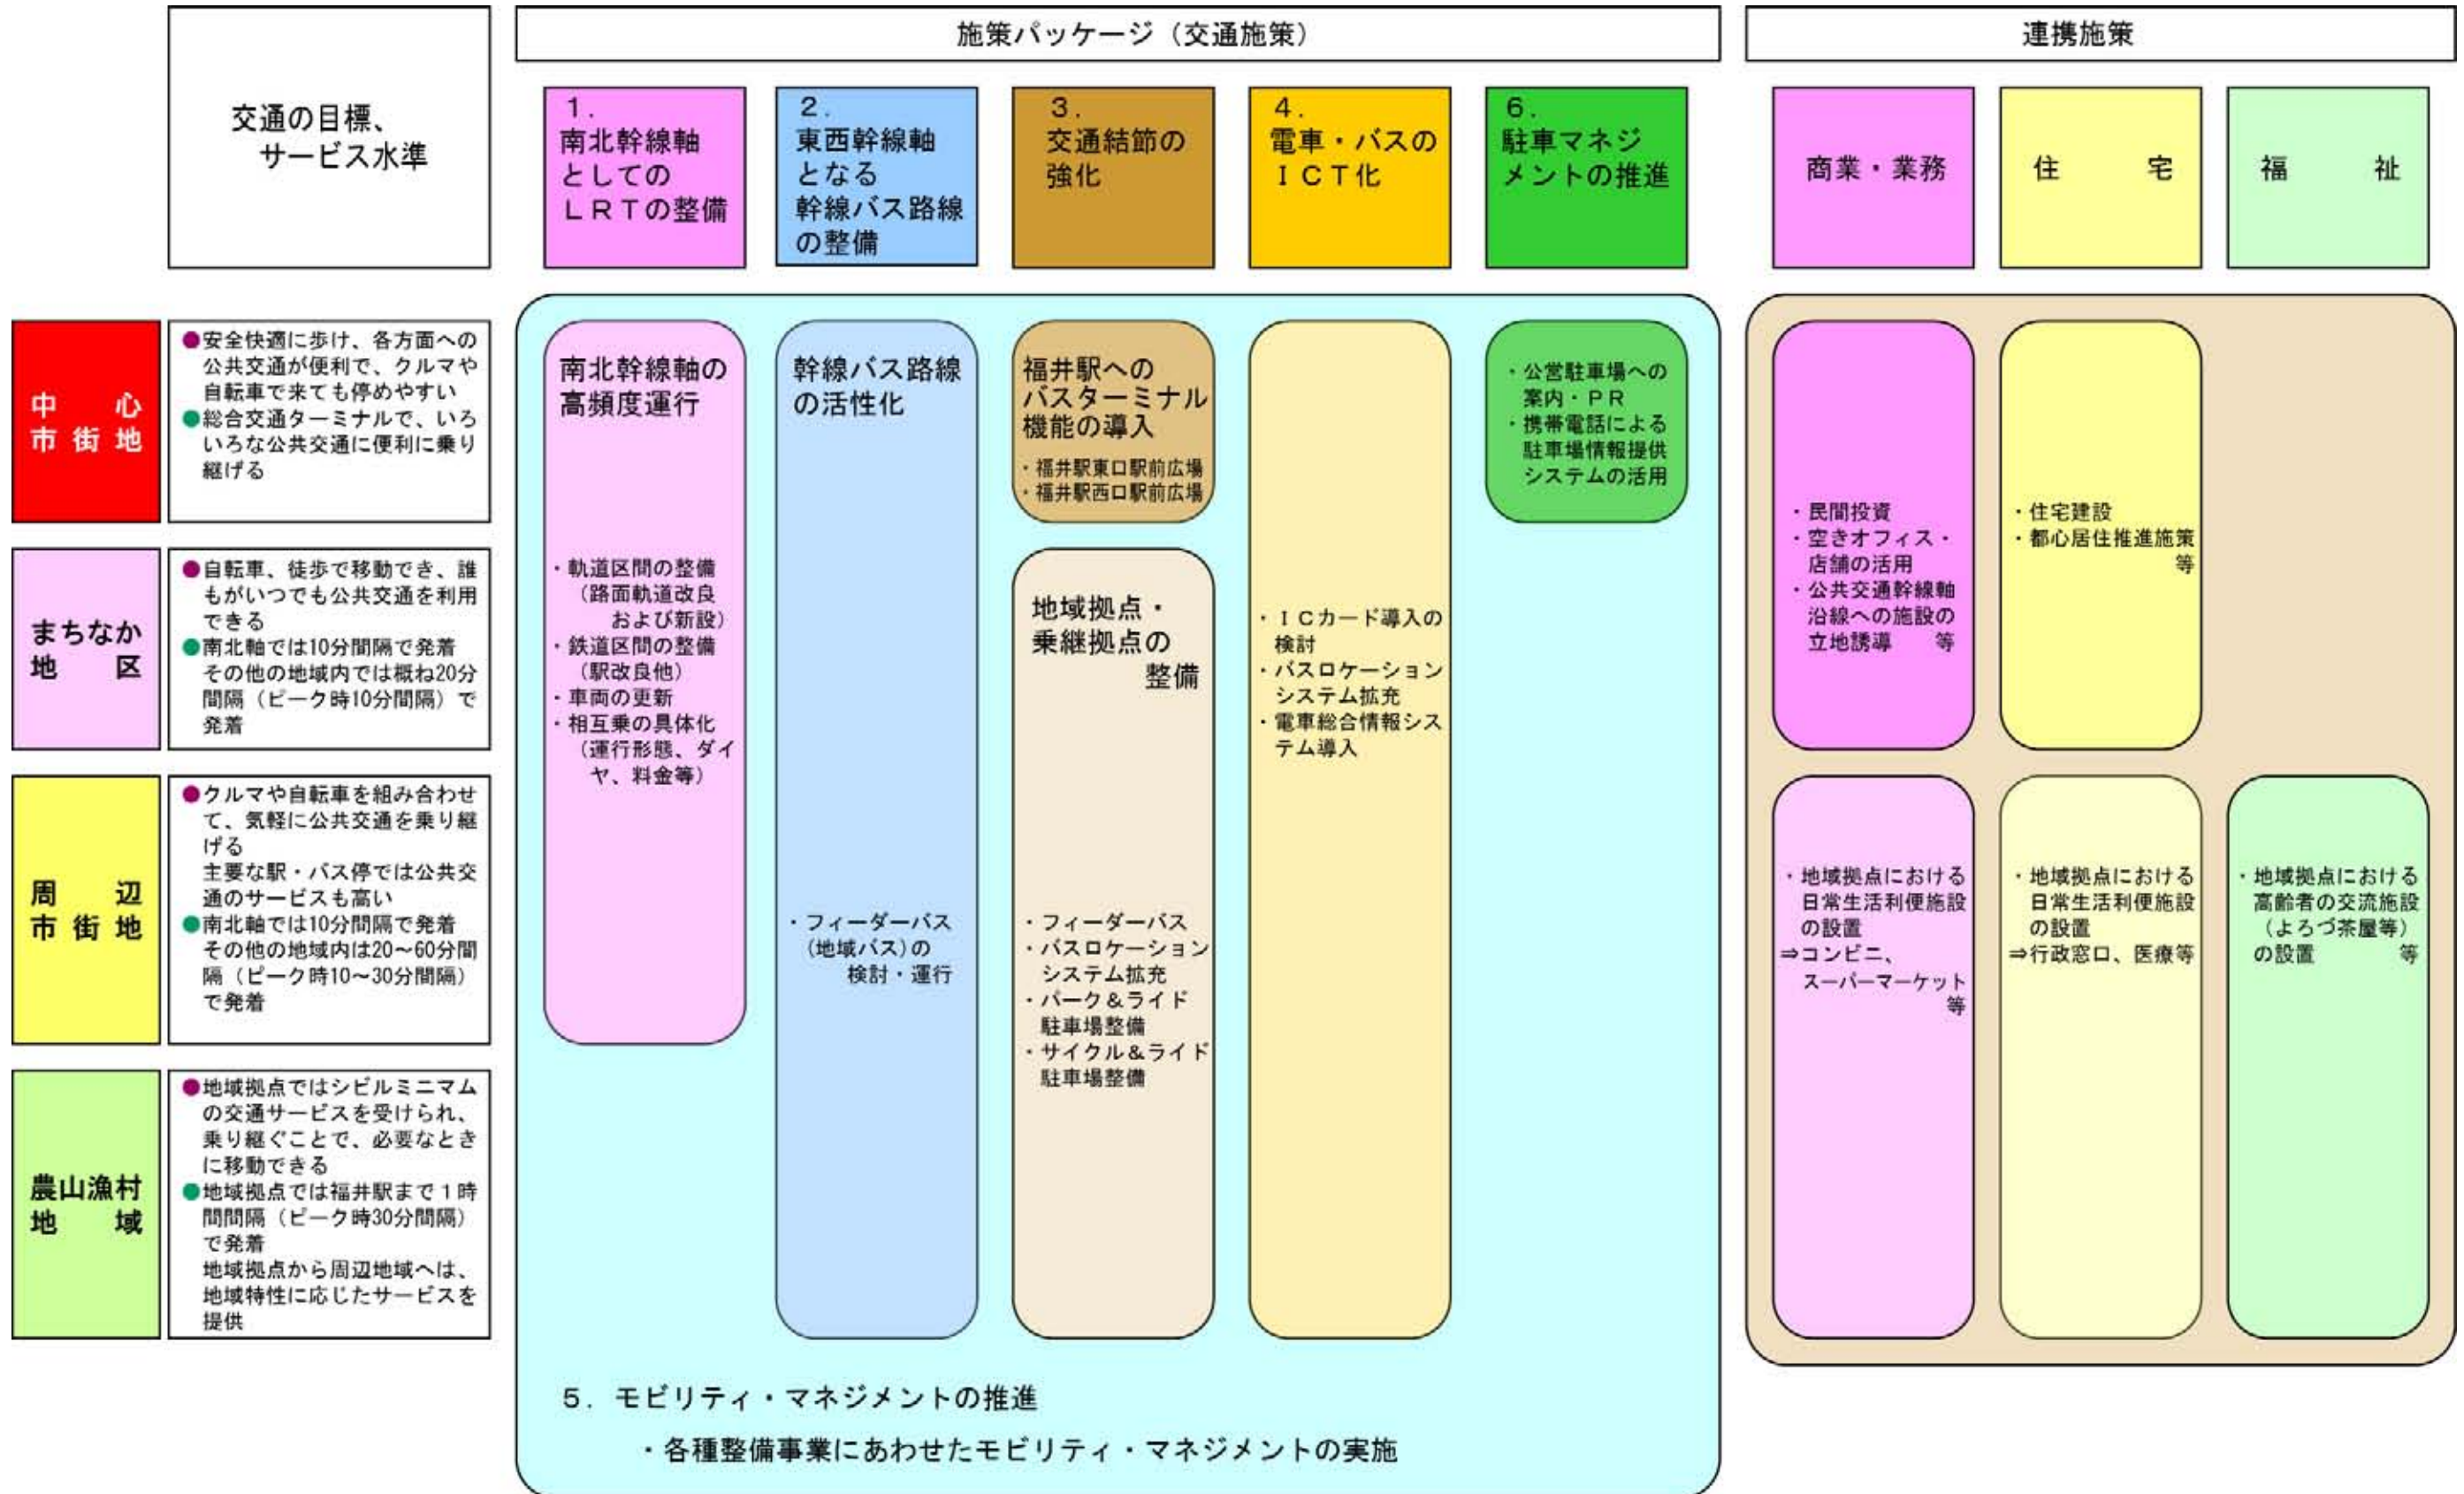 施策パッケージ（交通施策）
連携施策
交通の目標、
サービス水準
１．
南北幹線軸
としての
ＬＲＴの整備
２．
東西幹線軸
となる
幹線バス路線
の整備
３．
交通結節の
強化
４．
電車・バスの
ＩＣＴ化
６．
駐車マネジ
メントの推進
商業・業務
住　宅
福　祉
中　心
市 街 地
●安全快適に歩け、各方面への
公共交通が便利で、クルマや
自転車で来ても停めやすい
●総合交通ターミナルで、いろ
いろな公共交通に便利に乗り
継げる
まちなか
地　区
●自転車、徒歩で移動でき、誰
もがいつでも公共交通を利用
できる
●南北軸では10分間隔で発着
その他の地域内では概ね20分
間隔（ピーク時10分間隔）で
発着
周　辺
市 街 地
●クルマや自転車を組み合わせ
て、気軽に公共交通を乗り継
げる
主要な駅・バス停では公共交
通のサービスも高い
●南北軸では10分間隔で発着
その他の地域内は20～60分間
隔（ピーク時10～30分間隔）
で発着
農山漁村
地　域
●地域拠点ではシビルミニマム
の交通サービスを受けられ、
乗り継ぐことで、必要なとき
に移動できる
●地域拠点では福井駅まで１時
間間隔（ピーク時30分間隔）
で発着
地域拠点から周辺地域へは、
地域特性に応じたサービスを
提供
南北幹線軸の
高頻度運行
・軌道区間の整備
（路面軌道改良
および新設）
・鉄道区間の整備
（駅改良他）
・車両の更新
・相互乗の具体化
（運行形態、ダイ
ヤ、料金等）
幹線バス路線
の活性化
・フィーダーバス
（地域バス）の
検討・運行
福井駅への
バスターミナル
機能の導入
・福井駅東口駅前広場
・福井駅西口駅前広場
地域拠点・
乗継拠点の
整備
・フィーダーバス
・バスロケーション
システム拡充
・パーク＆ライド
駐車場整備
・サイクル＆ライド
駐車場整備
・ＩＣカード導入の
検討
・バスロケーション
システム拡充
・電車総合情報シス
テム導入
・公営駐車場への
案内・ＰＲ
・携帯電話による
駐車場情報提供
システムの活用
５．モビリティ・マネジメントの推進
・各種整備事業にあわせたモビリティ・マネジメントの実施
・民間投資
・空きオフィス・
店舗の活用
・公共交通幹線軸
沿線への施設の
立地誘導　等
・住宅建設
・都心居住推進施策
等
・地域拠点における
日常生活利便施設
の設置
⇒コンビニ、
スーパーマーケット
等
・地域拠点における
日常生活利便施設
の設置
⇒行政窓口、医療等
・地域拠点における
高齢者の交流施設
（よろづ茶屋等）
の設置　等